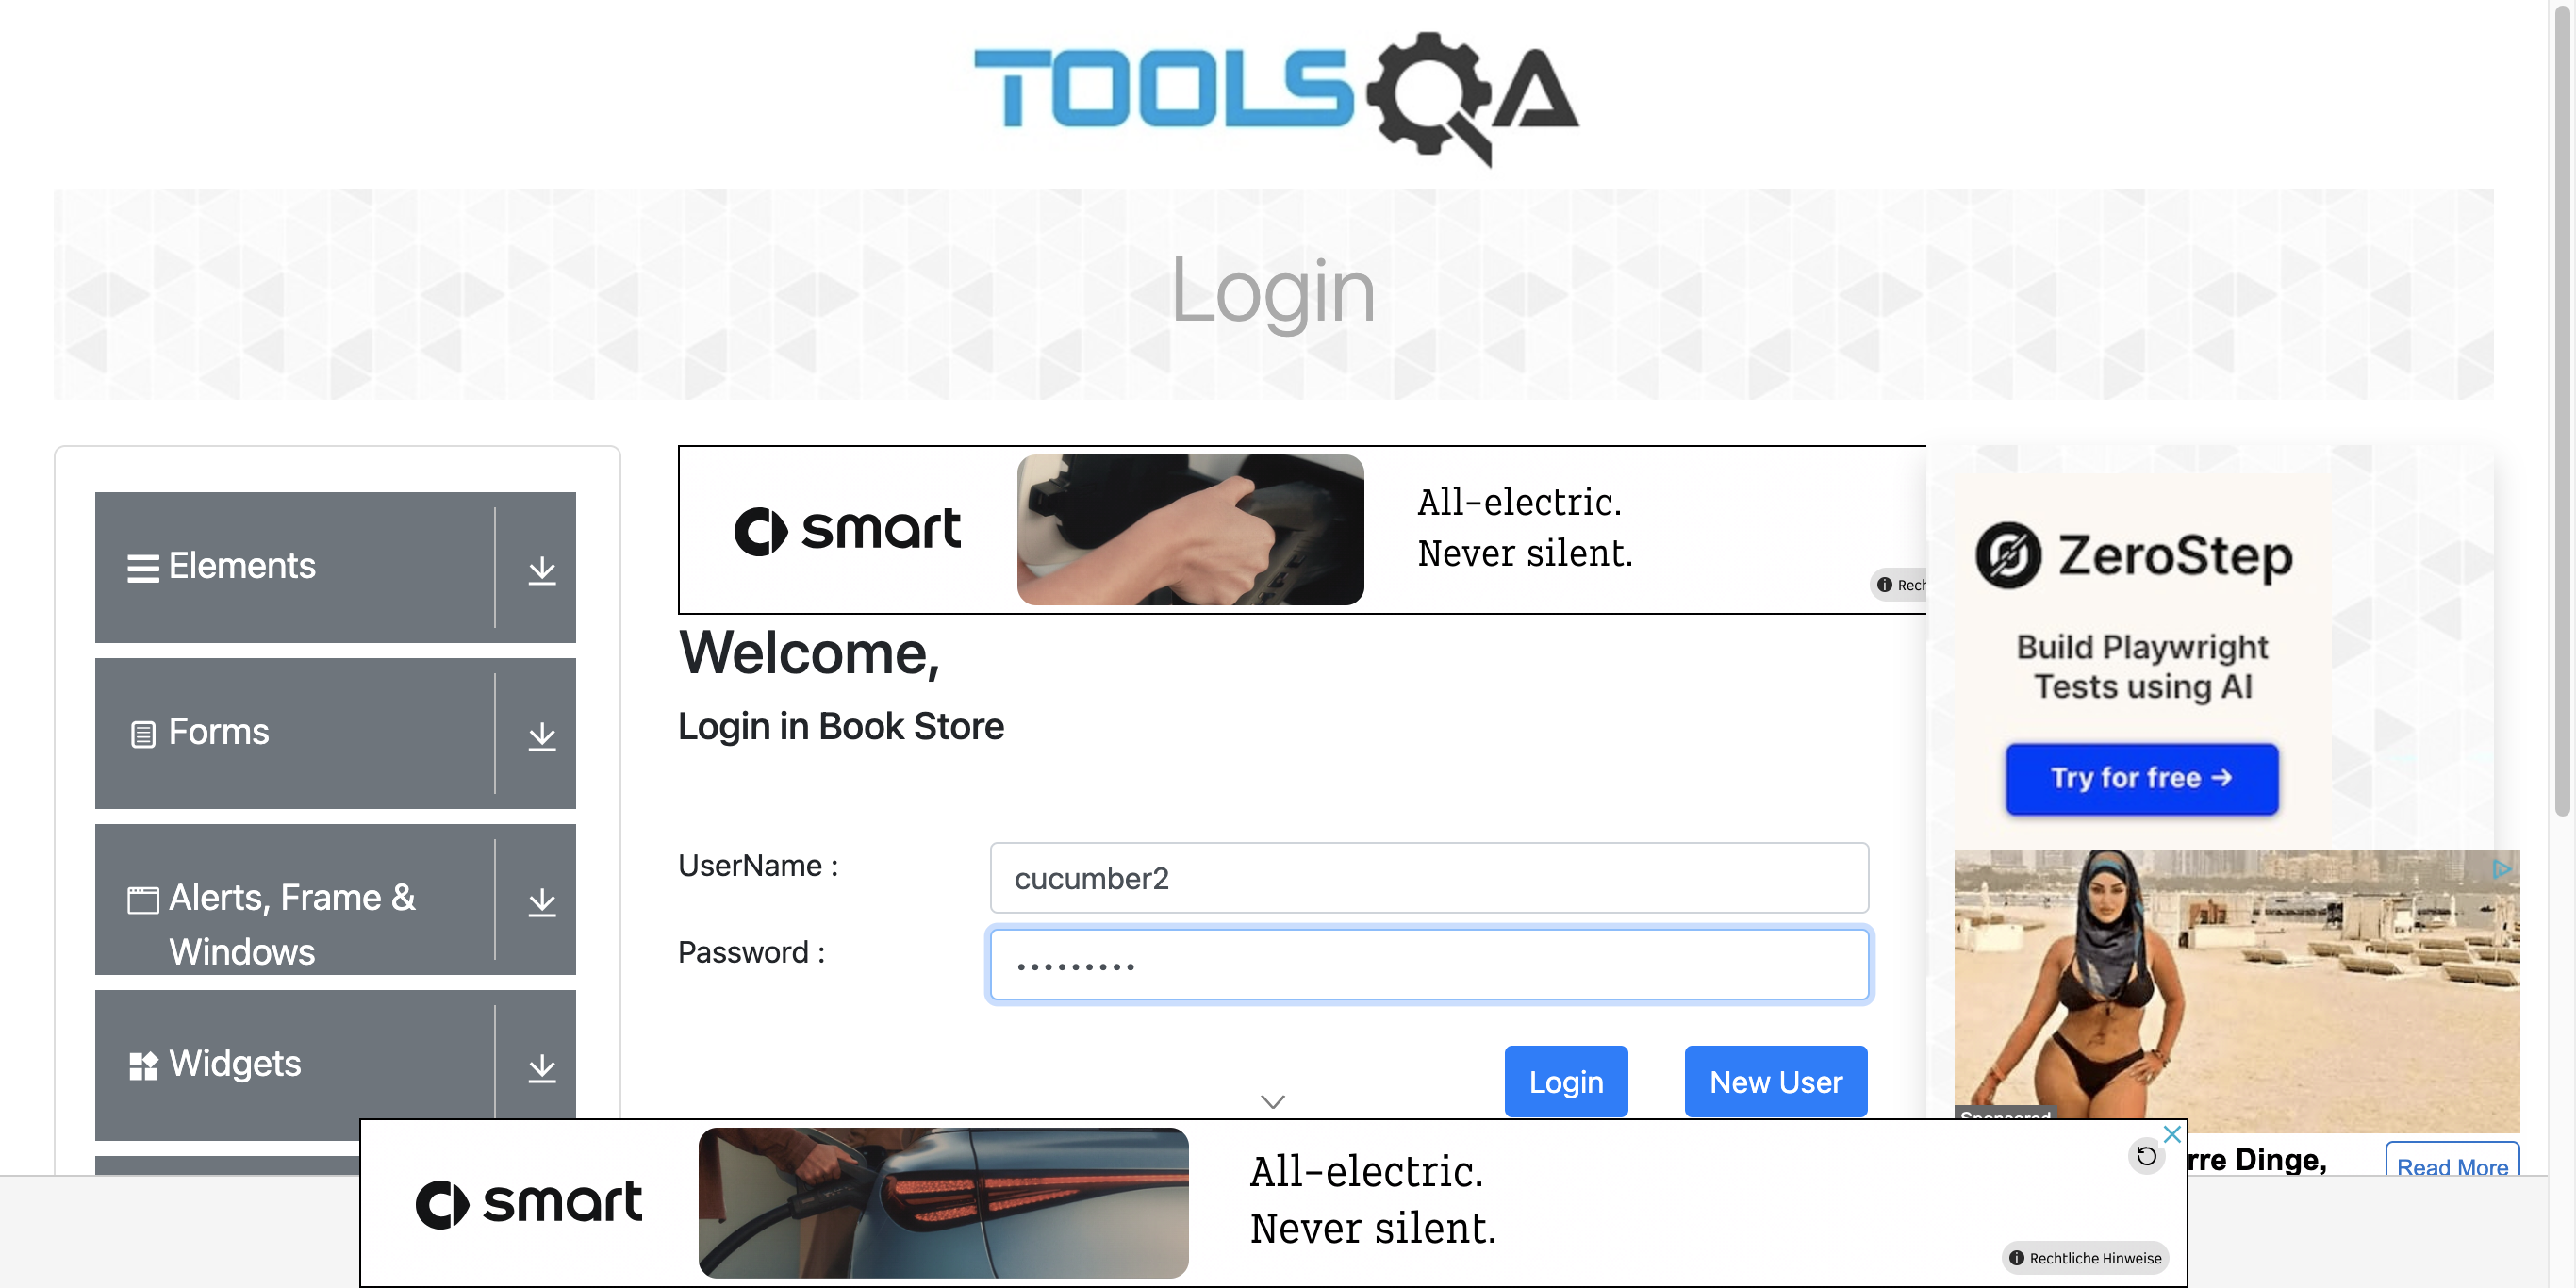 TOOLSQA
Login
Elements
Forms
Alerts, Frame &
Windows
Widgets
smart
All-electric.
Never silent.
Rech
Welcome,
Login in Book Store
UserName :
cucumber2
Password :
•••••••••
Login
New User
ZeroStep
Build Playwright
Tests using AI
Try for free →
Sponsored
rre Dinge,
Read More
smart
All-electric.
Never silent.
Rechtliche Hinweise